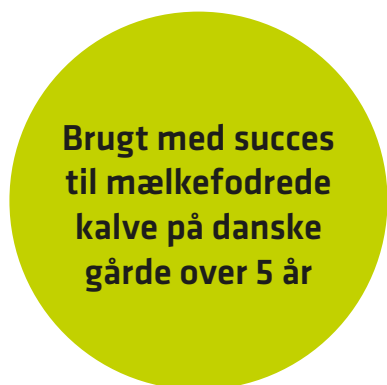 Brugt med succes
til mælkefodrede
kalve på danske
gårde over 5 år